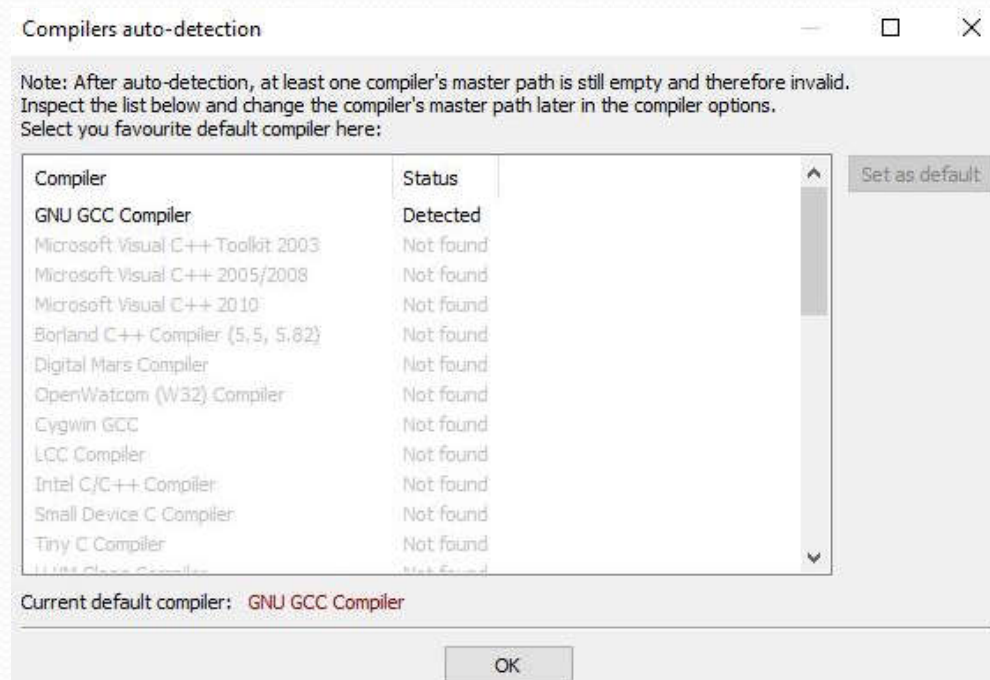 Compilers auto-detection
Note: After auto-detection, at least one compiler's master path is still empty and therefore invalid.
Inspect the list below and change the compiler's master path later in the compiler options.
Select you favourite default compiler here:
Compiler Status
Set as default
GNU GCC Compiler Detected
Microsoft Visual C++ Toolkit 2003 Not found
Microsoft Visual C++ 2005/2008 Not found
Microsoft Visual C++ 2010 Not found
Borland C++ Compiler (5.5, 5.82) Not found
Digital Mars Compiler Not found
OpenWatcom (W32) Compiler Not found
Cygwin GCC Not found
LCC Compiler Not found
Intel C/C++ Compiler Not found
Small Device C Compiler Not found
Tiny C Compiler Not found
Current default compiler: GNU GCC Compiler
OK